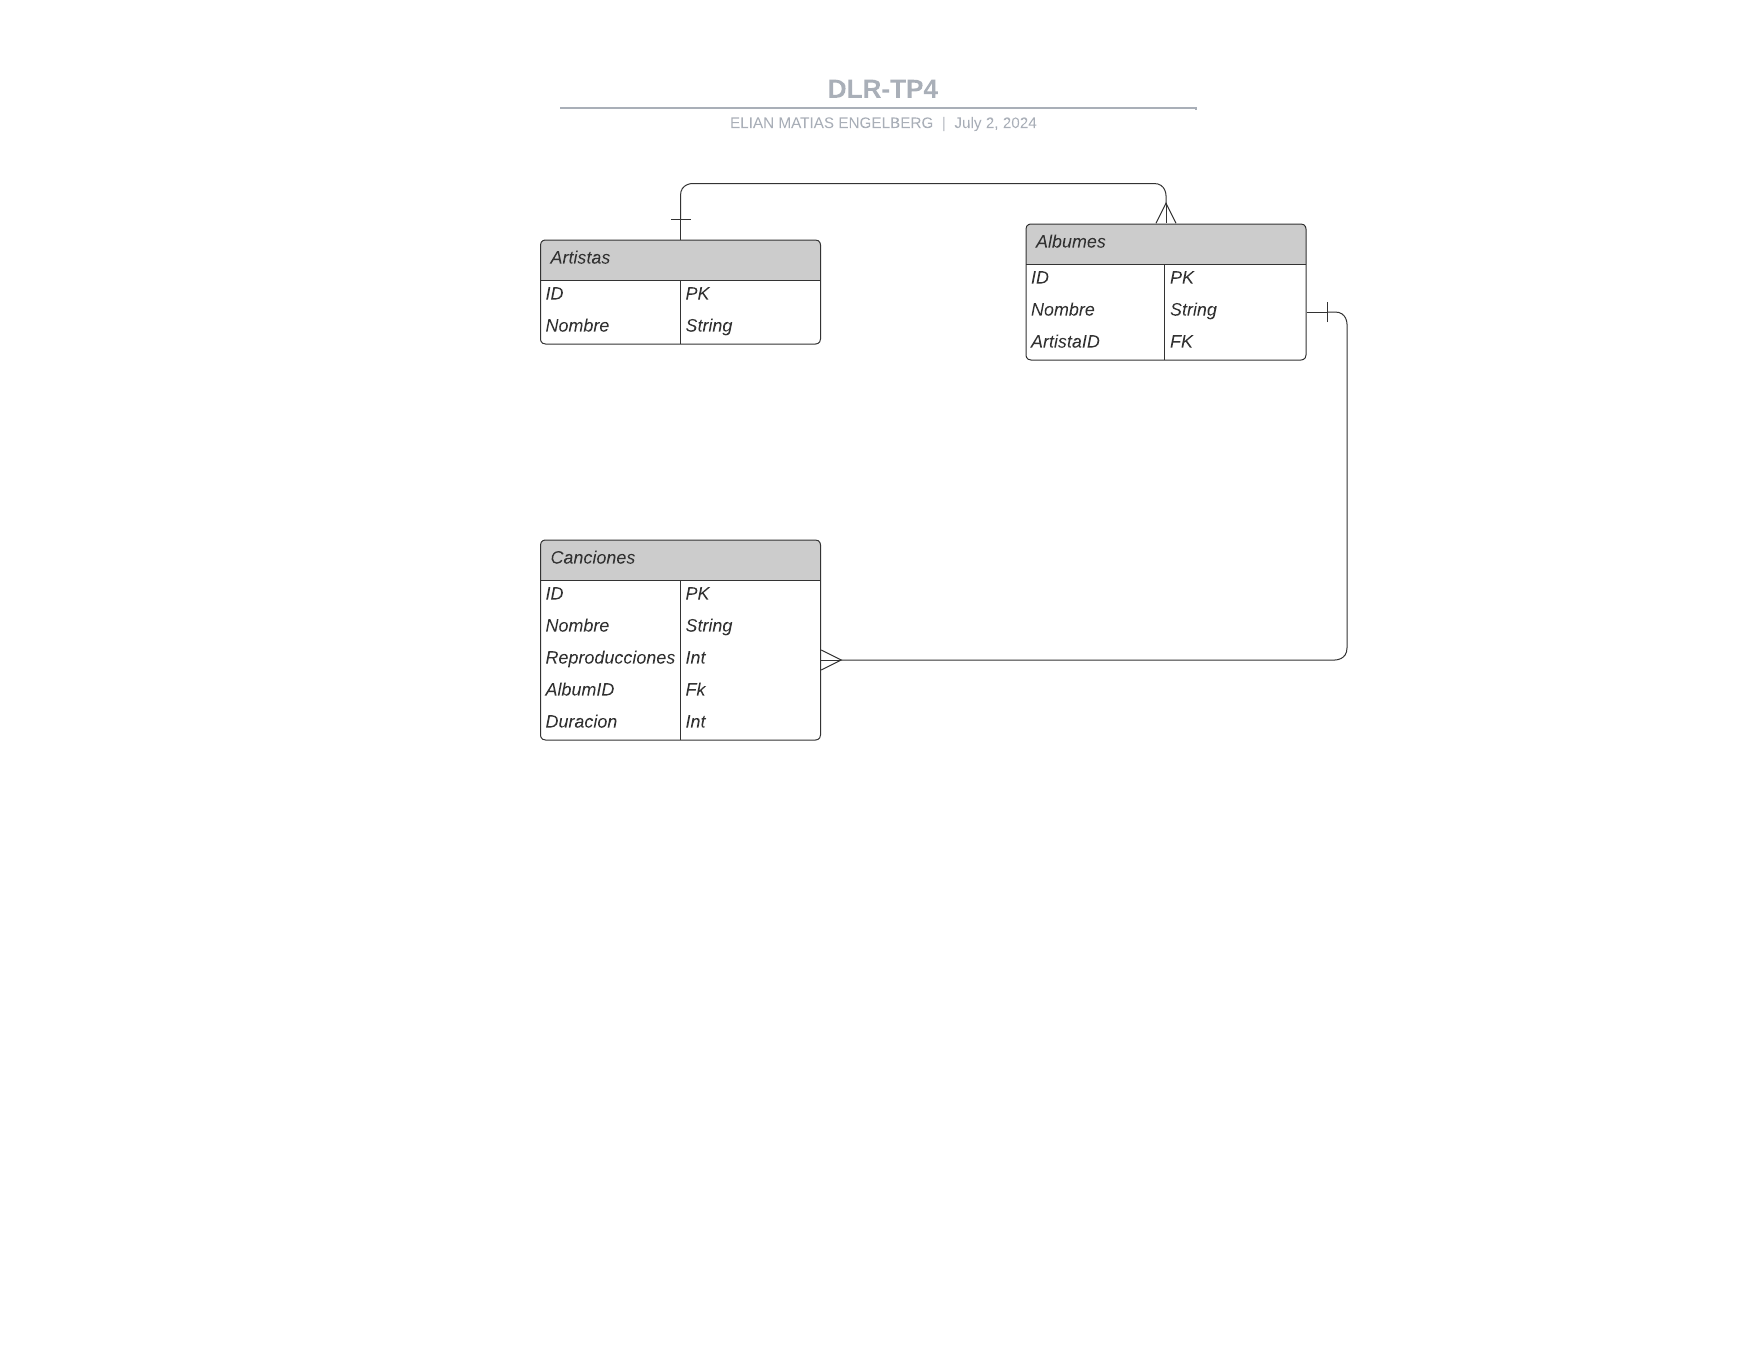 DLR-TP4
ELIAN MATIAS ENGELBERG | July 2, 2024
Artistas
ID PK
Nombre String
Albumes
ID PK
Nombre String
ArtistaID FK
Canciones
ID PK
Nombre String
Reproducciones Int
AlbumID Fk
Duracion Int